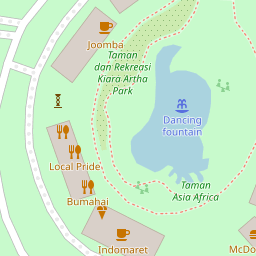 Joomba
Taman
dan Rekreasi
Kiara Artha
Park
Dancing
fountain
Local Pride
Bumahai
Taman
Asia Africa
Indomaret
McDo